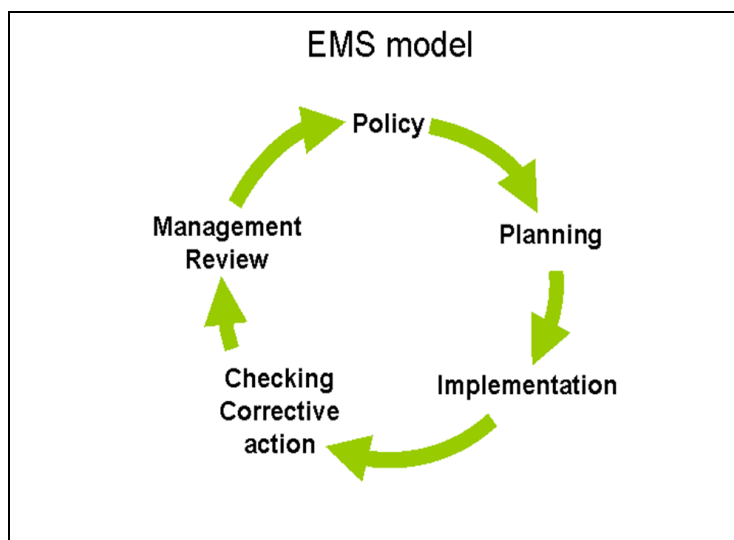 EMS model
Policy
Planning
Implementation
Checking
Corrective
action
Management
Review